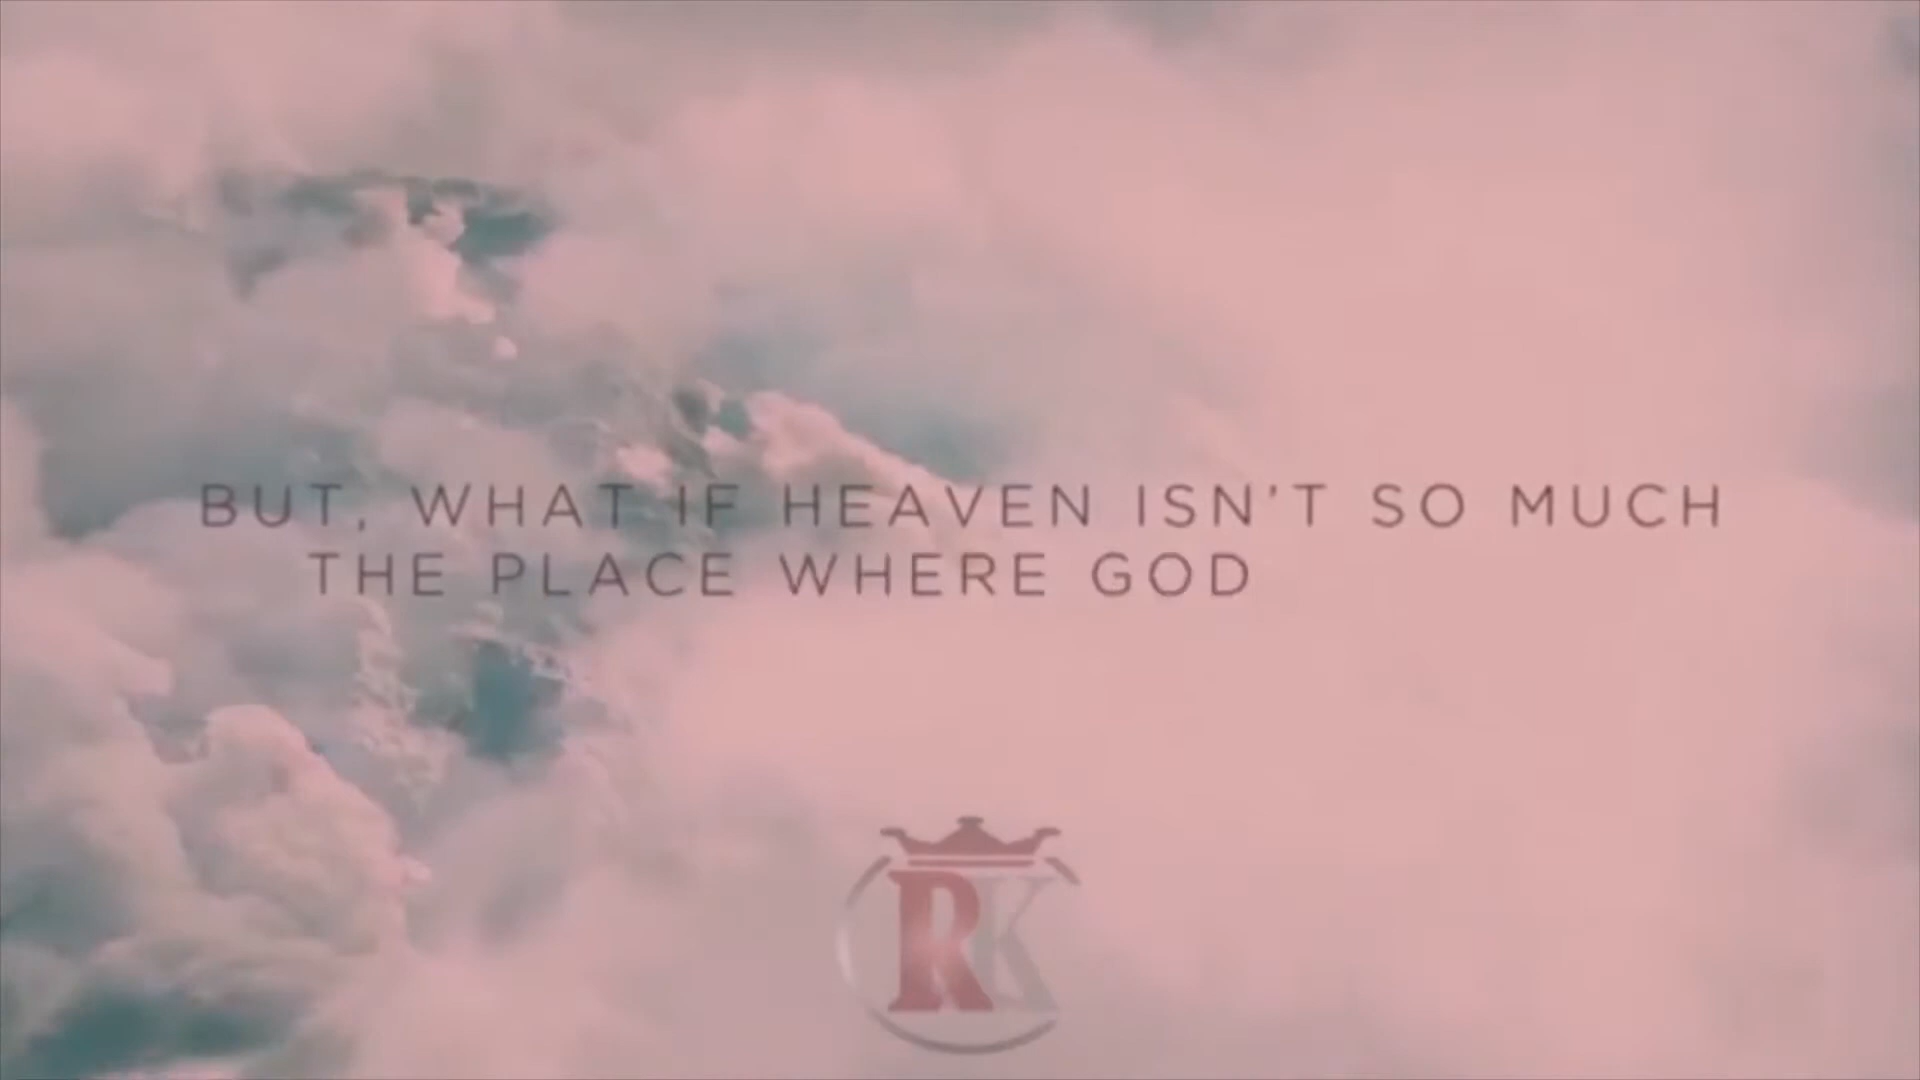 BUT, WHAT IF HEAVEN ISN'T SO MUCH
THE PLACE WHERE GOD
RK